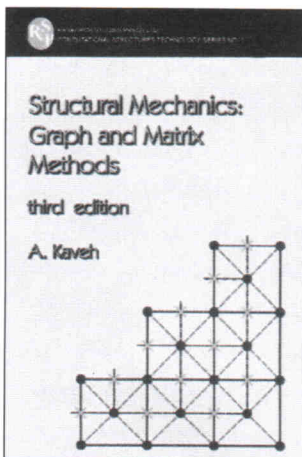 Structural Mechanics:
Graph and Matrix
Methods
third edition
A. Kaveh